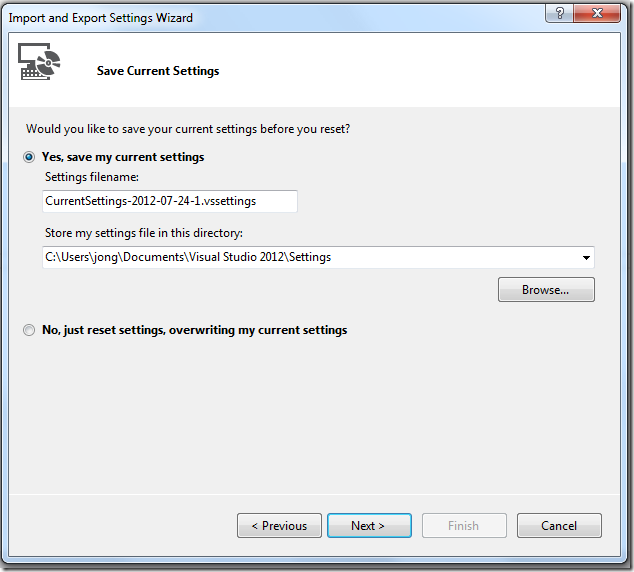 Import and Export Settings Wizard
?
Save Current Settings
Would you like to save your current settings before you reset?
Yes, save my current settings
Settings filename:
CurrentSettings-2012-07-24-1.vssettings
Store my settings file in this directory:
C:\Users\jong\Documents\Visual Studio 2012\Settings
Browse...
No, just reset settings, overwriting my current settings
< Previous Next > Finish Cancel